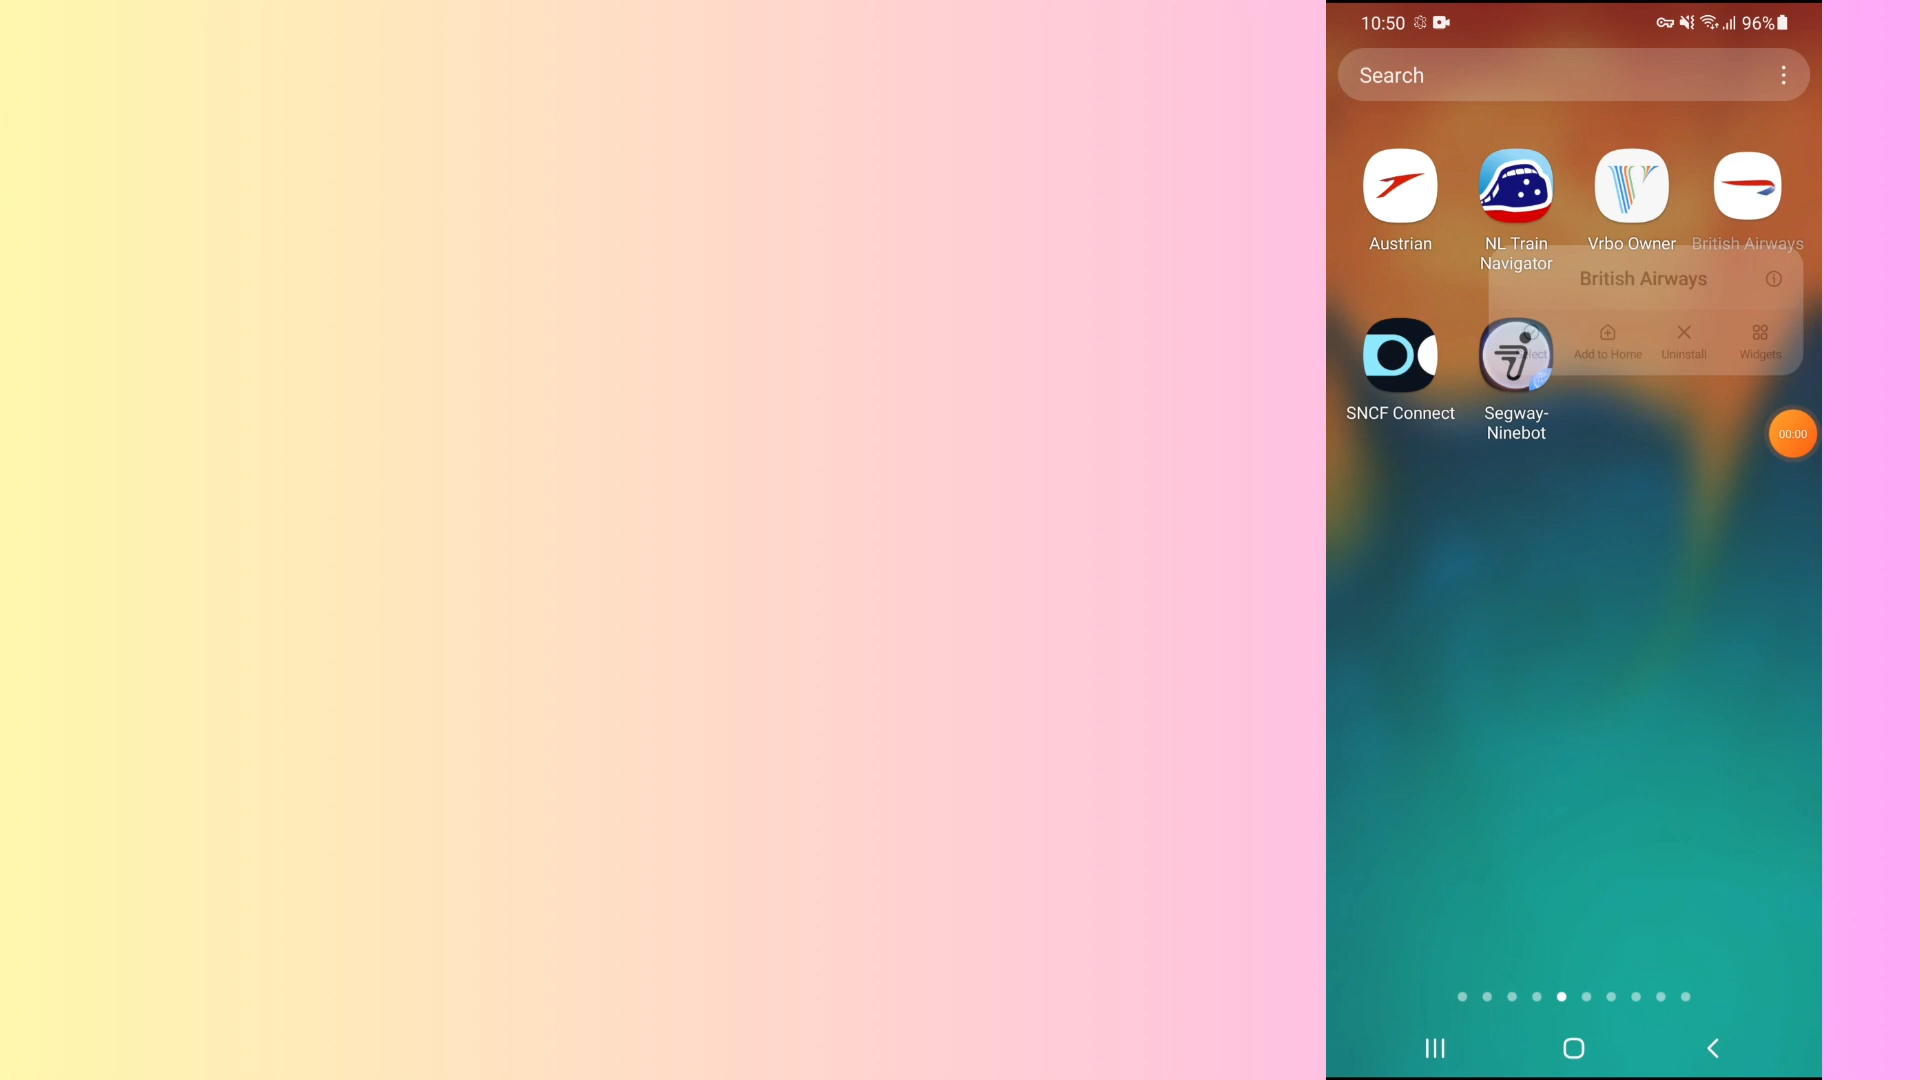 10:50
96%
Search
Austrian
NL Train
Navigator
Vrbo Owner
British Airways
British Airways
Add to Home
Uninstall
Widgets
SNCF Connect
Segway-
Ninebot
00:00